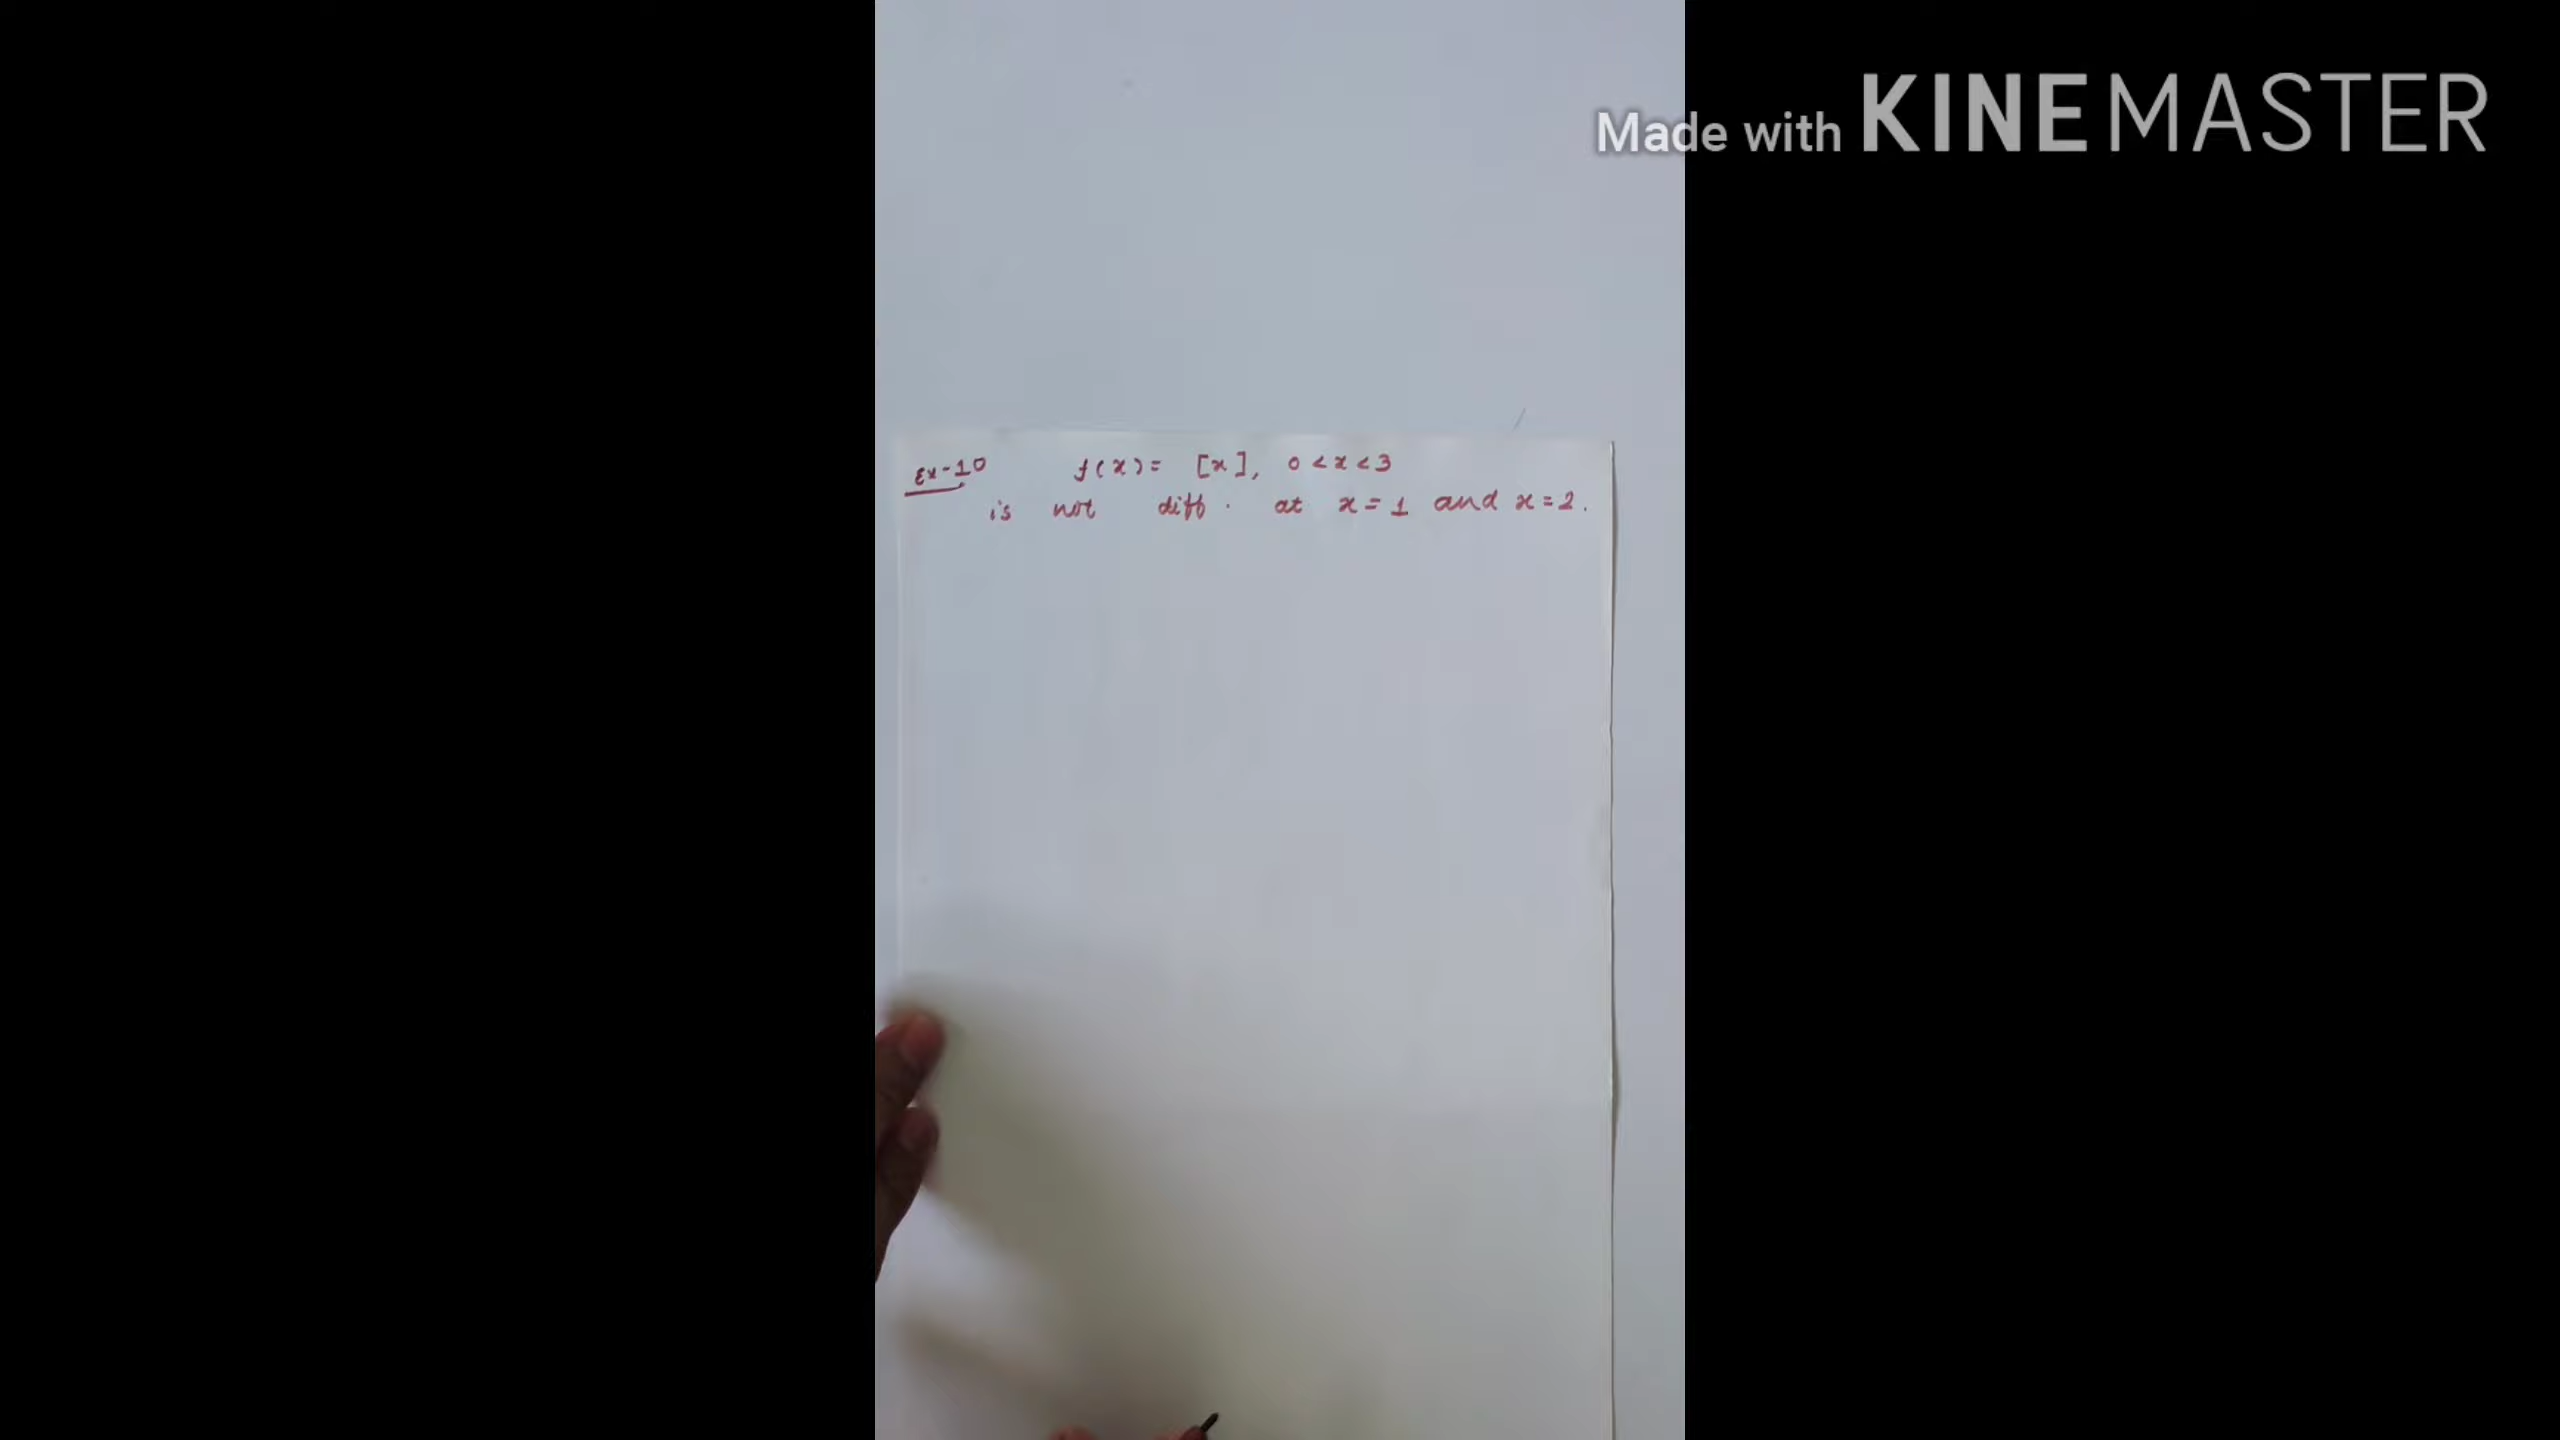 Made with KINEMASTER
Ex-10 f(x) = [x], 0 < x < 3
is not diff. at x = 1 and x = 2.